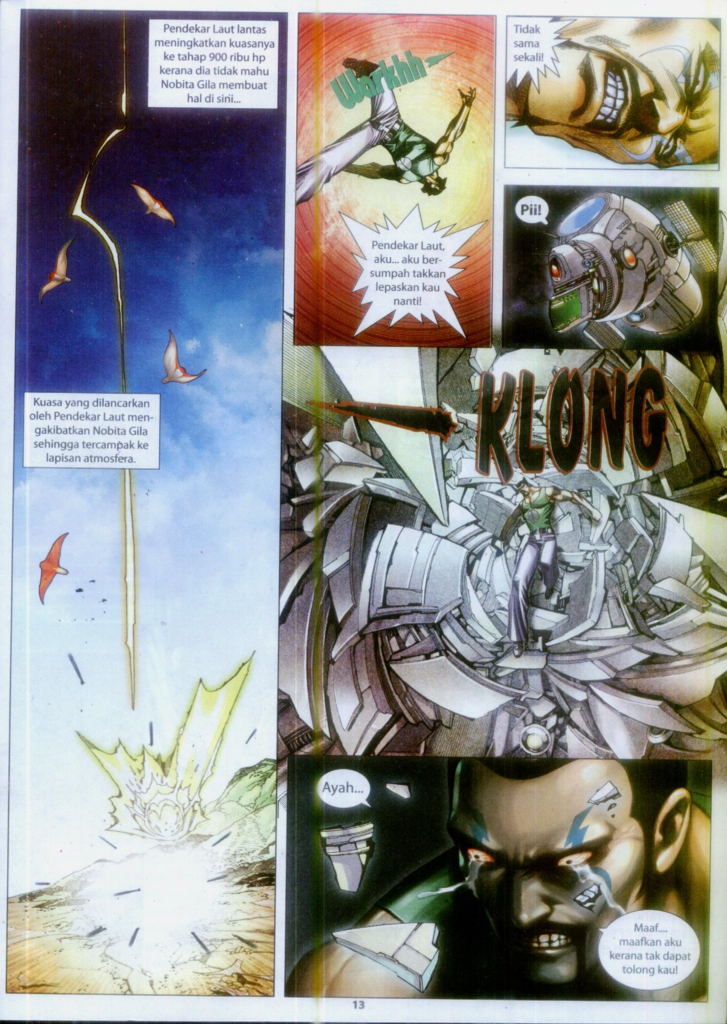 Pendekar Laut lantas
meningkatkan kuasanya
ke tahap 900 ribu hp
kerana dia tidak mahu
Nobita Gila membuat
hal di sini...
Kuasa yang dilancarkan
oleh Pendekar Laut men-
gakibatkan Nobita Gila
sehingga tercampak ke
lapisan atmosfera.
Warkhh
Pendekar Laut,
aku... aku ber-
sumpah takkan
lepaskan kau
nanti!
Tidak
sama
sekali!
Pii!
KLONG
Ayah...
Maaf....
maafkan aku
kerana tak dapat
tolong kau!
13